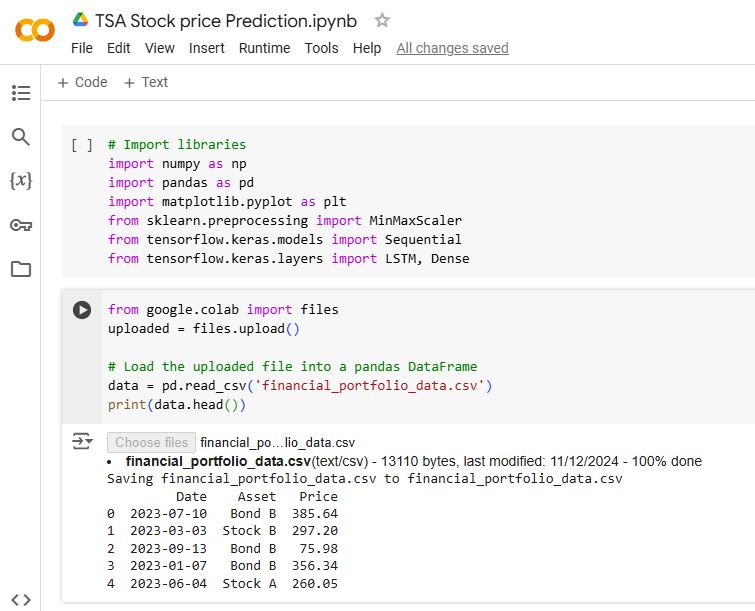 TSA Stock price Prediction.ipynb
File Edit View Insert Runtime Tools Help All changes saved
+ Code + Text
[ ] # Import libraries
import numpy as np
import pandas as pd
import matplotlib.pyplot as plt
from sklearn.preprocessing import MinMaxScaler
from tensorflow.keras.models import Sequential
from tensorflow.keras.layers import LSTM, Dense
{x}
from google.colab import files
uploaded = files.upload()
# Load the uploaded file into a pandas DataFrame
data = pd.read_csv('financial_portfolio_data.csv')
print(data.head())
Choose files financial_po...lio_data.csv
• financial_portfolio_data.csv(text/csv) - 13110 bytes, last modified: 11/12/2024 - 100% done
Saving financial_portfolio_data.csv to financial_portfolio_data.csv
Date Asset Price
0 2023-07-10 Bond B 385.64
1 2023-03-03 Stock B 297.20
2 2023-09-13 Bond B 75.98
3 2023-01-07 Bond B 356.34
4 2023-06-04 Stock A 260.05